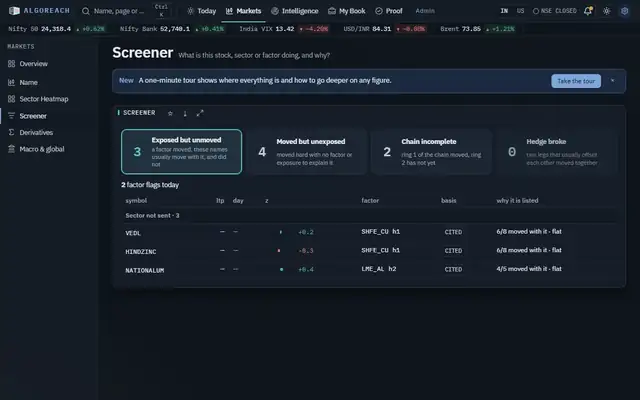 ALGOREACH
Name, page or ... Ctrl K
Today Markets Intelligence My Book Proof Admin
IN US NSE CLOSED
Nifty 50 24,318.4 ▲ +0.62% Nifty Bank 52,740.1 ▲ +0.41% India VIX 13.42 ▼ -4.20% USD/INR 84.31 ▼ -0.08% Brent 73.85 ▲ +1.21%
MARKETS
Overview
Name
Sector Heatmap
Screener
Derivatives
Macro & global
Screener What is this stock, sector or factor doing, and why?
New A one-minute tour shows where everything is and how to go deeper on any figure. Take the tour
SCREENER
3 Exposed but unmoved
a factor moved, these names usually move with it, and did not
4 Moved but unexposed
moved hard with no factor or exposure to explain it
2 Chain incomplete
ring 1 of the chain moved, ring 2 has not yet
0 Hedge broke
two legs that usually offset each other moved together
2 factor flags today
symbol ltp day z factor basis why it is listed
Sector not sent · 3
VEDL — — +0.2 SHFE_CU h1 CITED 6/8 moved with it · flat
HINDZINC — — -0.3 SHFE_CU h1 CITED 6/8 moved with it · flat
NATIONALUM — — +0.4 LME_AL h2 CITED 4/5 moved with it · flat